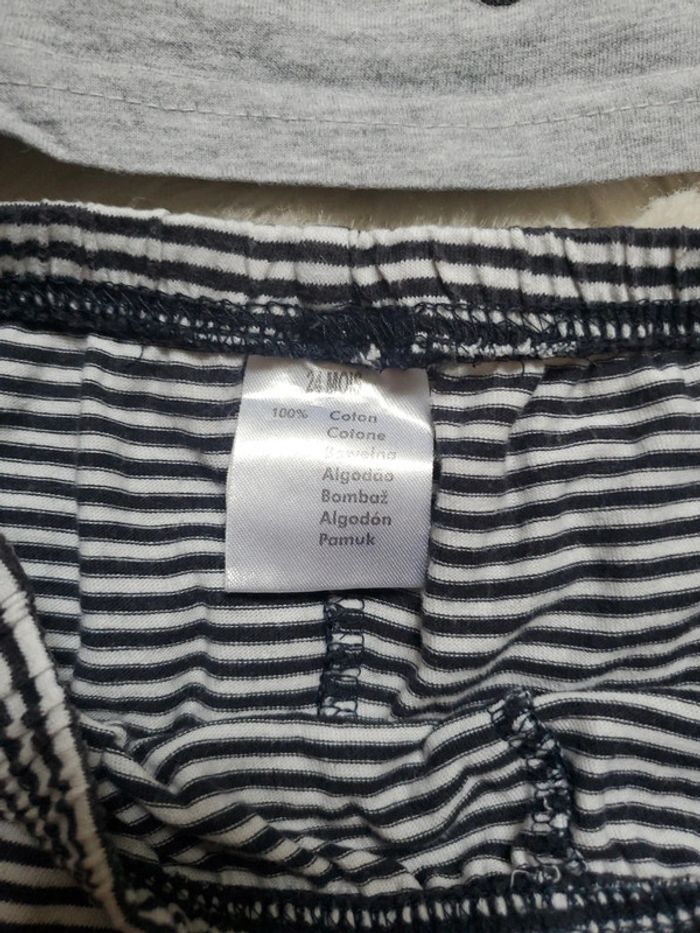 24 MOIS
100% Coton
Cotone
Bawełna
Algodão
Bombaž
Algodón
Pamuk